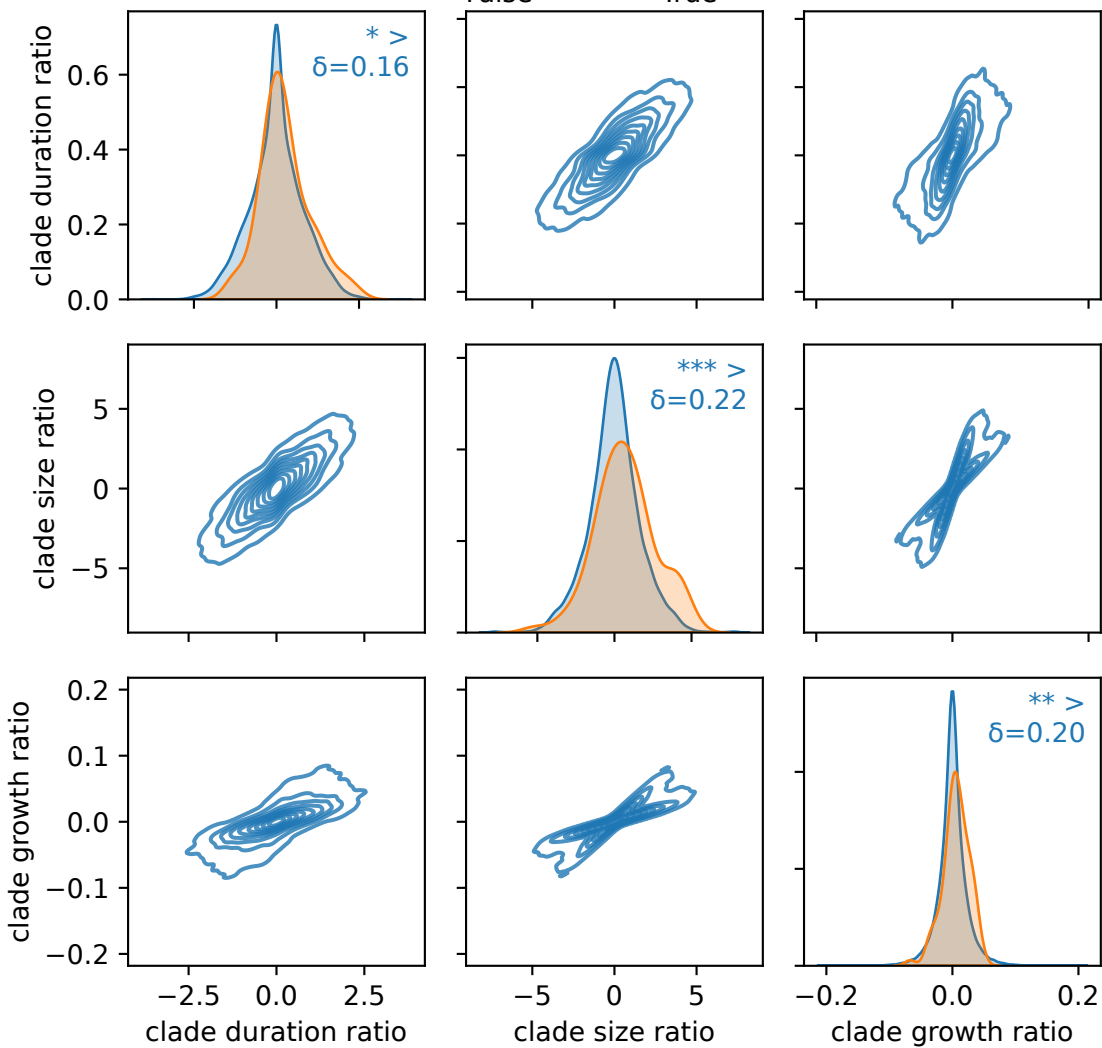 False True
clade duration ratio
0.6
0.4
0.2
0.0
* >
δ=0.16
clade size ratio
5
0
−5
*** >
δ=0.22
clade growth ratio
0.2
0.1
0.0
−0.1
−0.2
** >
δ=0.20
−2.5 0.0 2.5
−5 0 5
−0.2 0.0 0.2
clade duration ratio
clade size ratio
clade growth ratio